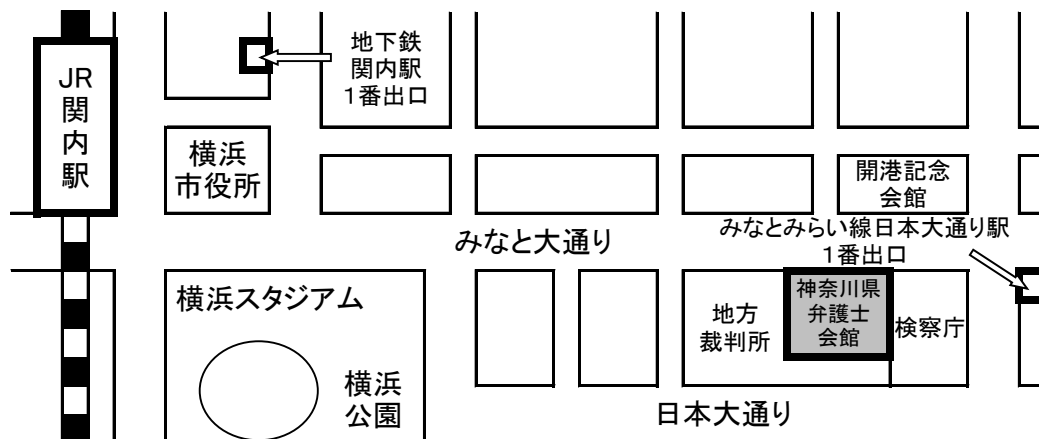 JR
関
内
駅
地下鉄
関内駅
１番出口
横浜
市役所
開港記念
会館
みなと大通り
みなとみらい線日本大通り駅
１番出口
横浜スタジアム
横浜
公園
地方
裁判所
神奈川県
弁護士
会館
検察庁
日本大通り